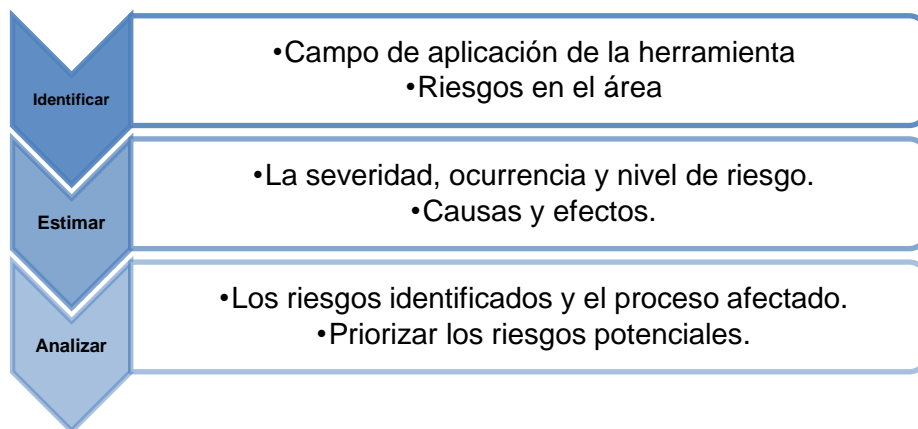 Identificar
•Campo de aplicación de la herramienta
•Riesgos en el área
Estimar
•La severidad, ocurrencia y nivel de riesgo.
•Causas y efectos.
Analizar
•Los riesgos identificados y el proceso afectado.
•Priorizar los riesgos potenciales.